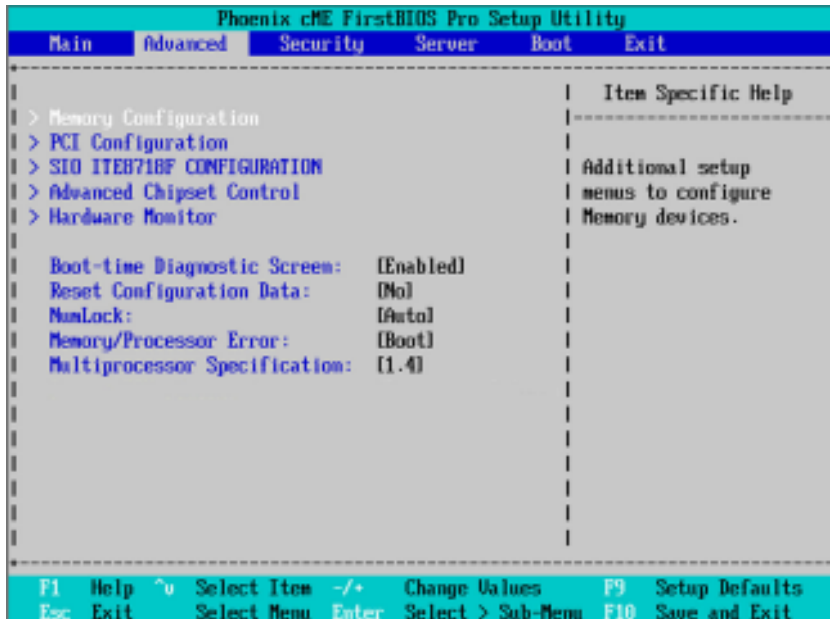 Phoenix cME FirstBIOS Pro Setup Utility
Main Advanced Security Server Boot Exit
Item Specific Help
> Memory Configuration
> PCI Configuration
> SIO ITE8718F CONFIGURATION
> Advanced Chipset Control
> Hardware Monitor
Additional setup
menus to configure
Memory devices.
Boot-time Diagnostic Screen: [Enabled]
Reset Configuration Data: [No]
NumLock: [Auto]
Memory/Processor Error: [Boot]
Multiprocessor Specification: [1.4]
F1 Help ^v Select Item -/+ Change Values F9 Setup Defaults
Esc Exit Select Menu Enter Select > Sub-Menu F10 Save and Exit